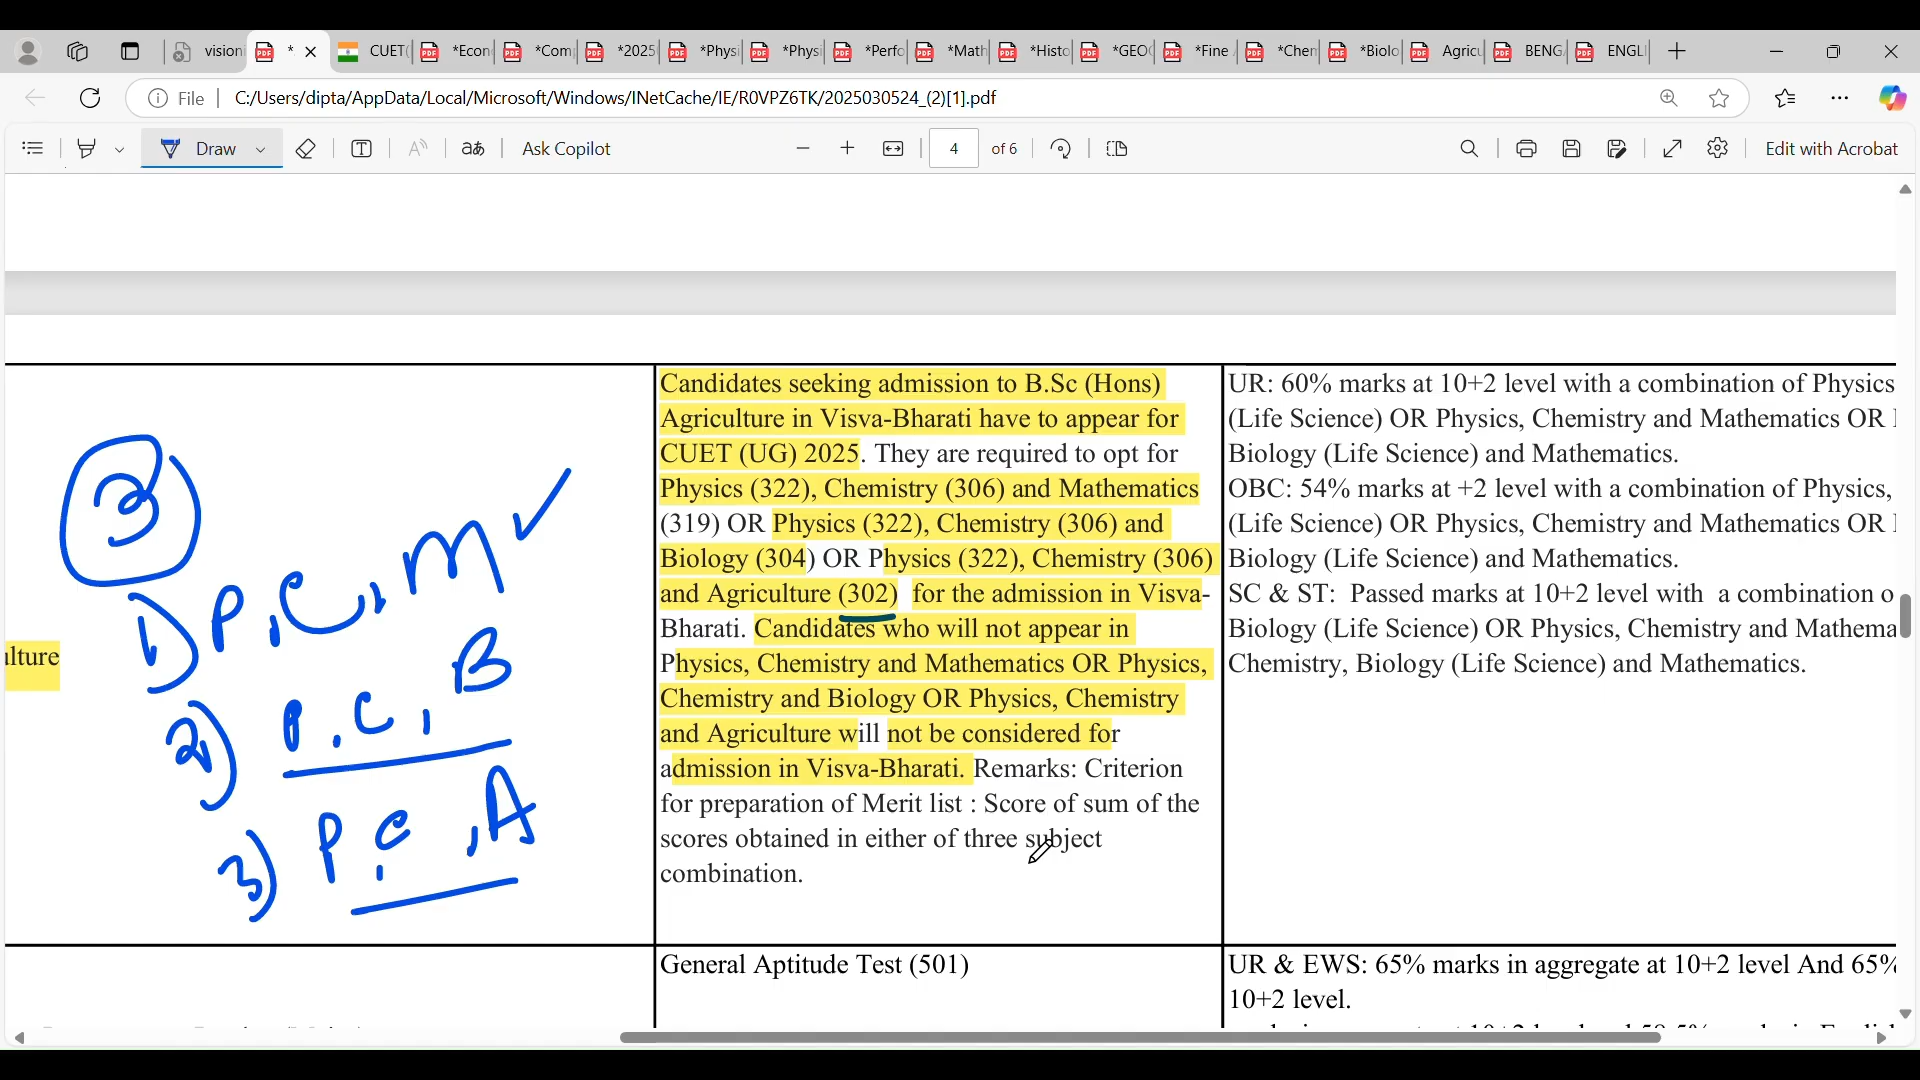 vision
*
CUET(
*Econ
*Com
*2025
*Physi
*Physi
*Perfo
*Math
*Histo
*GEO
*Fine
*Chem
*Biolo
Agricu
BENG
ENGLI
File
C:/Users/dipta/AppData/Local/Microsoft/Windows/INetCache/IE/R0VPZ6TK/2025030524_(2)[1].pdf
Draw
aあ
Ask Copilot
4 of 6
Edit with Acrobat
3
1) P, C, M ✓
2) P, C, B
3) P, C, A
ulture
Candidates seeking admission to B.Sc (Hons)
Agriculture in Visva-Bharati have to appear for
CUET (UG) 2025. They are required to opt for
Physics (322), Chemistry (306) and Mathematics
(319) OR Physics (322), Chemistry (306) and
Biology (304) OR Physics (322), Chemistry (306)
and Agriculture (302) for the admission in Visva-
Bharati. Candidates who will not appear in
Physics, Chemistry and Mathematics OR Physics,
Chemistry and Biology OR Physics, Chemistry
and Agriculture will not be considered for
admission in Visva-Bharati. Remarks: Criterion
for preparation of Merit list : Score of sum of the
scores obtained in either of three subject
combination.
UR: 60% marks at 10+2 level with a combination of Physics
(Life Science) OR Physics, Chemistry and Mathematics OR
Biology (Life Science) and Mathematics.
OBC: 54% marks at +2 level with a combination of Physics,
(Life Science) OR Physics, Chemistry and Mathematics OR
Biology (Life Science) and Mathematics.
SC & ST: Passed marks at 10+2 level with a combination o
Biology (Life Science) OR Physics, Chemistry and Mathema
Chemistry, Biology (Life Science) and Mathematics.
General Aptitude Test (501)
UR & EWS: 65% marks in aggregate at 10+2 level And 65%
10+2 level.